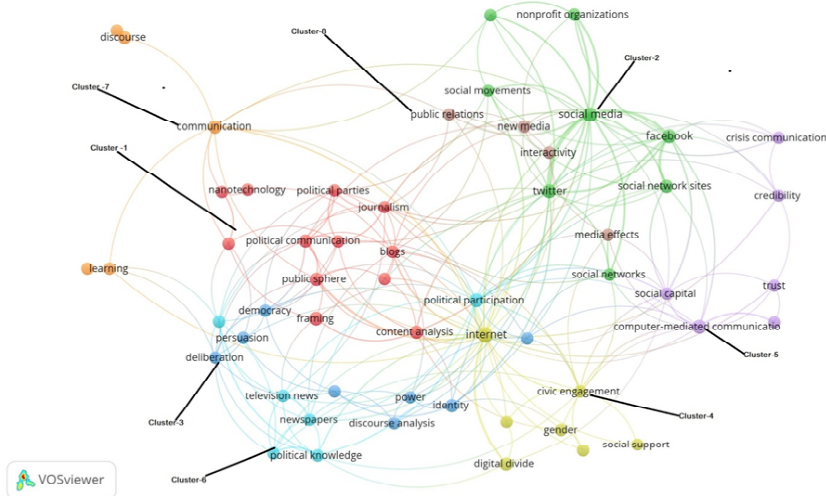 nonprofit organizations
discourse
Cluster-8
Cluster-2
Cluster -7
social movements
public relations
social media
communication
new media
facebook
crisis communication
Cluster -1
interactivity
nanotechnology
political parties
twitter
social network sites
credibility
journalism
political communication
media effects
blogs
learning
public sphere
social networks
trust
political participation
social capital
democracy
framing
content analysis
internet
computer-mediated communicatio
persuasion
deliberation
Cluster-5
television news
power
civic engagement
identity
Cluster-3
newspapers
discourse analysis
Cluster-4
gender
social support
political knowledge
digital divide
Cluster-6
VOSviewer